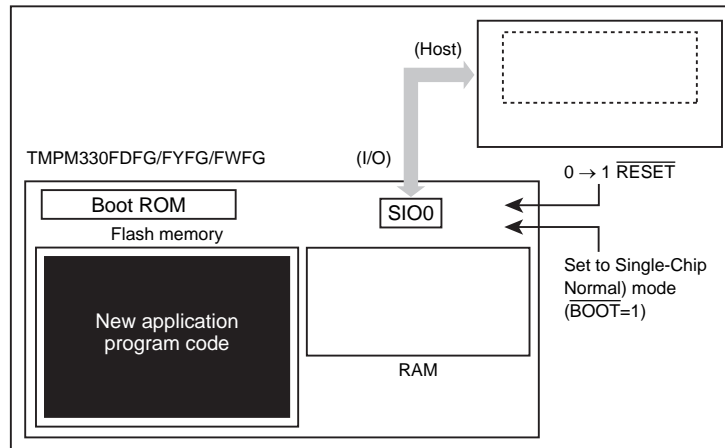 (Host)
TMPM330FDFG/FYFG/FWFG
(I/O)
0 → 1 RESET
Boot ROM
SIO0
Flash memory
Set to Single-Chip
Normal) mode
(BOOT=1)
New application
program code
RAM